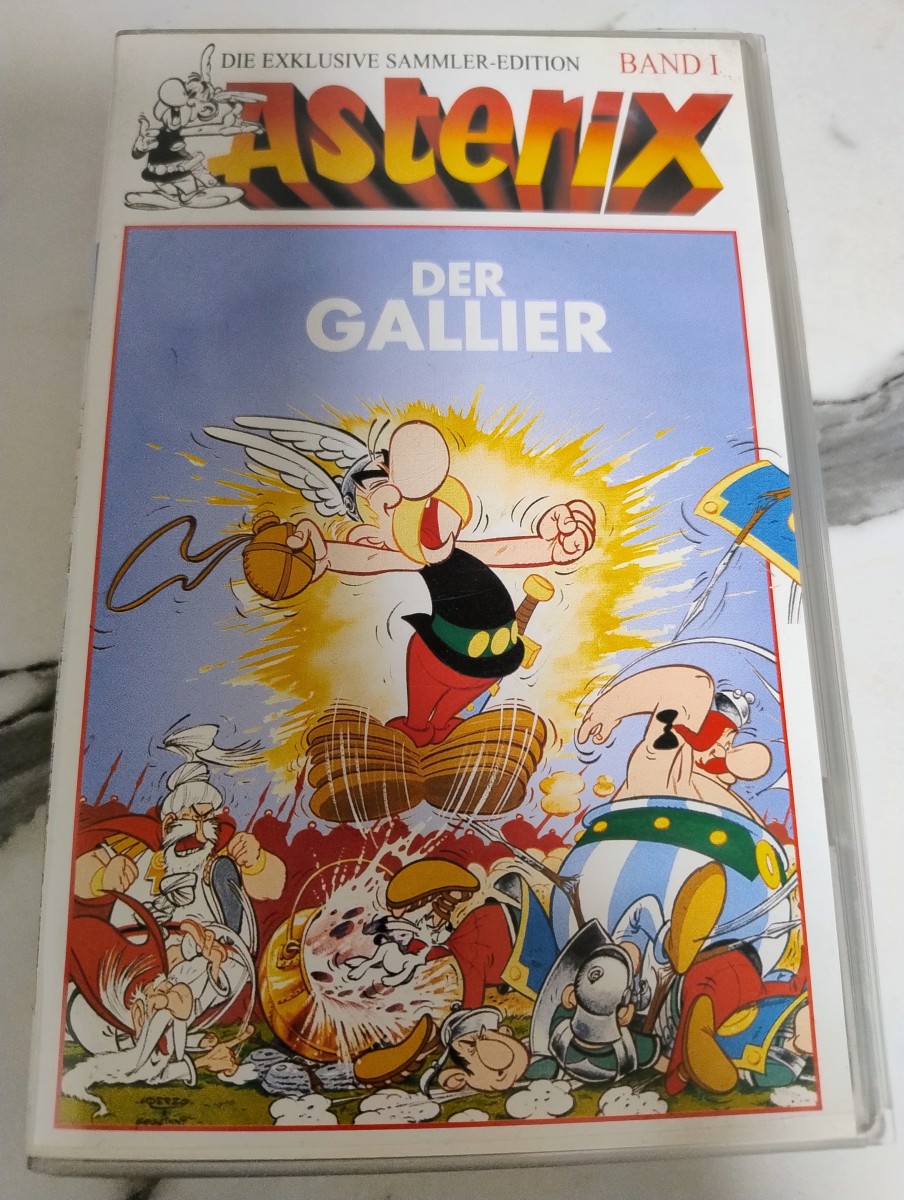 DIE EXKLUSIVE SAMMLER-EDITION BAND I
Asterix
DER
GALLIER